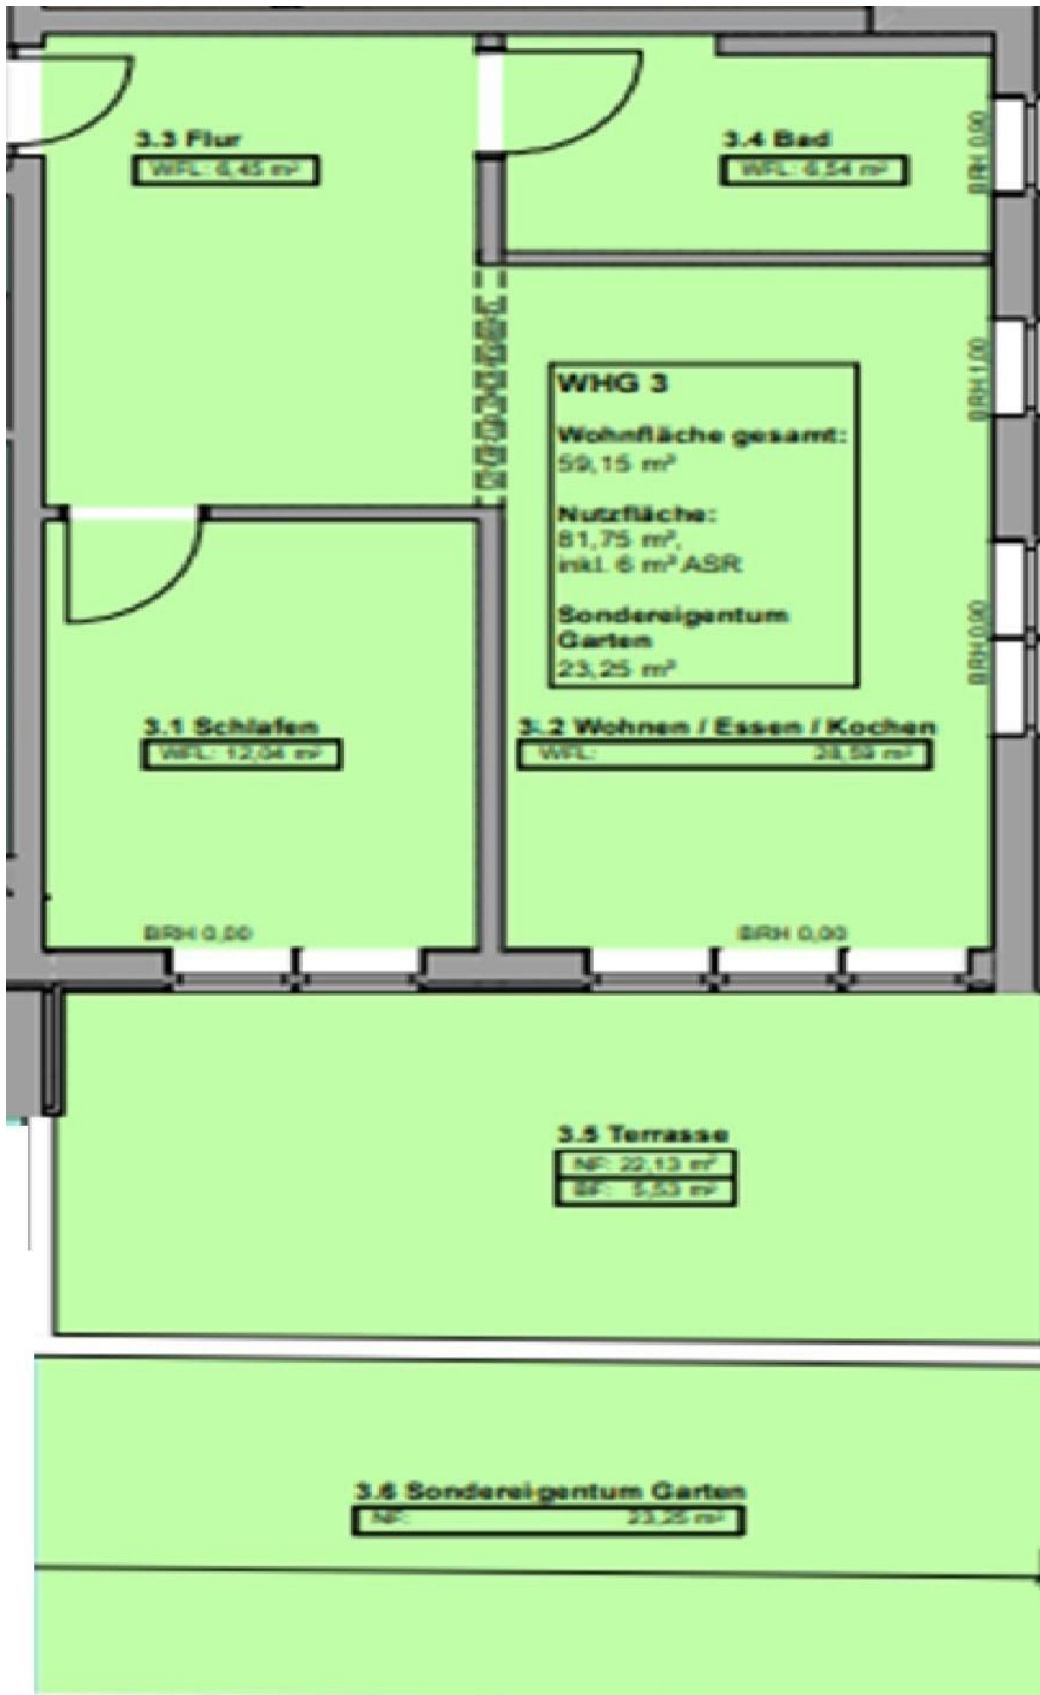 3.3 Flur
WFL: 6,45 m²
3.4 Bad
WFL: 6,54 m²
BRH 0,00
BRH 1,00
WHG 3
Wohnfläche gesamt:
59,15 m²
Nutzfläche:
81,75 m²,
inkl. 6 m² ASR
Sondereigentum
Garten
23,25 m²
BRH 0,00
3.1 Schlafen
WFL: 12,04 m²
3.2 Wohnen / Essen / Kochen
WFL: 28,59 m²
BRH 0,00
BRH 0,00
3.5 Terrasse
NF: 22,13 m²
BF: 5,53 m²
3.6 Sondereigentum Garten
NF: 23,25 m²